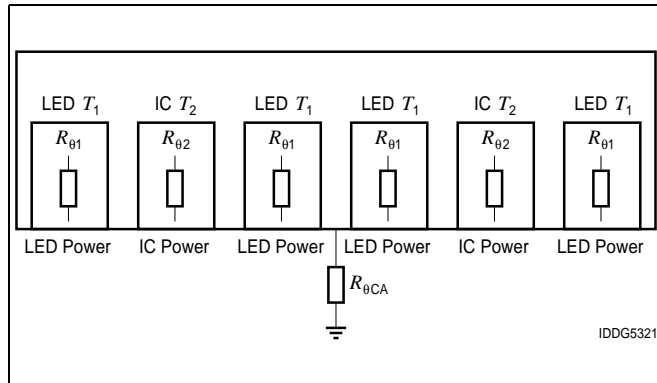 LED T₁ IC T₂ LED T₁ LED T₁ IC T₂ LED T₁
Rθ1 Rθ2 Rθ1 Rθ1 Rθ2 Rθ1
LED Power IC Power LED Power LED Power IC Power LED Power
RθCA
IDDG5321